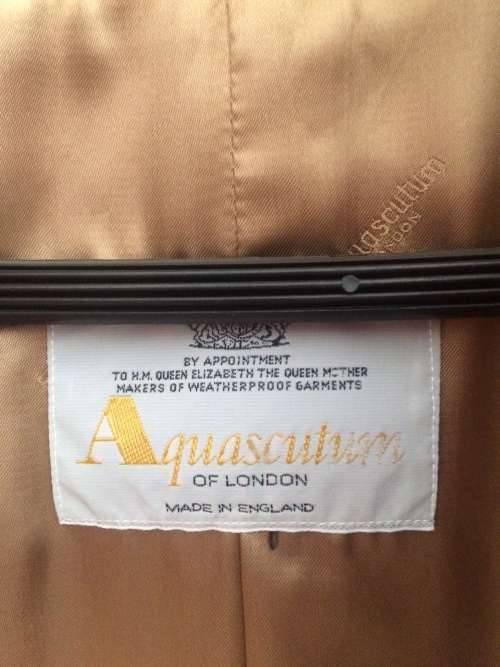 Aquascutum
BY APPOINTMENT
TO H.M. QUEEN ELIZABETH THE QUEEN MOTHER
MAKERS OF WEATHERPROOF GARMENTS
Aquascutum
OF LONDON
MADE IN ENGLAND